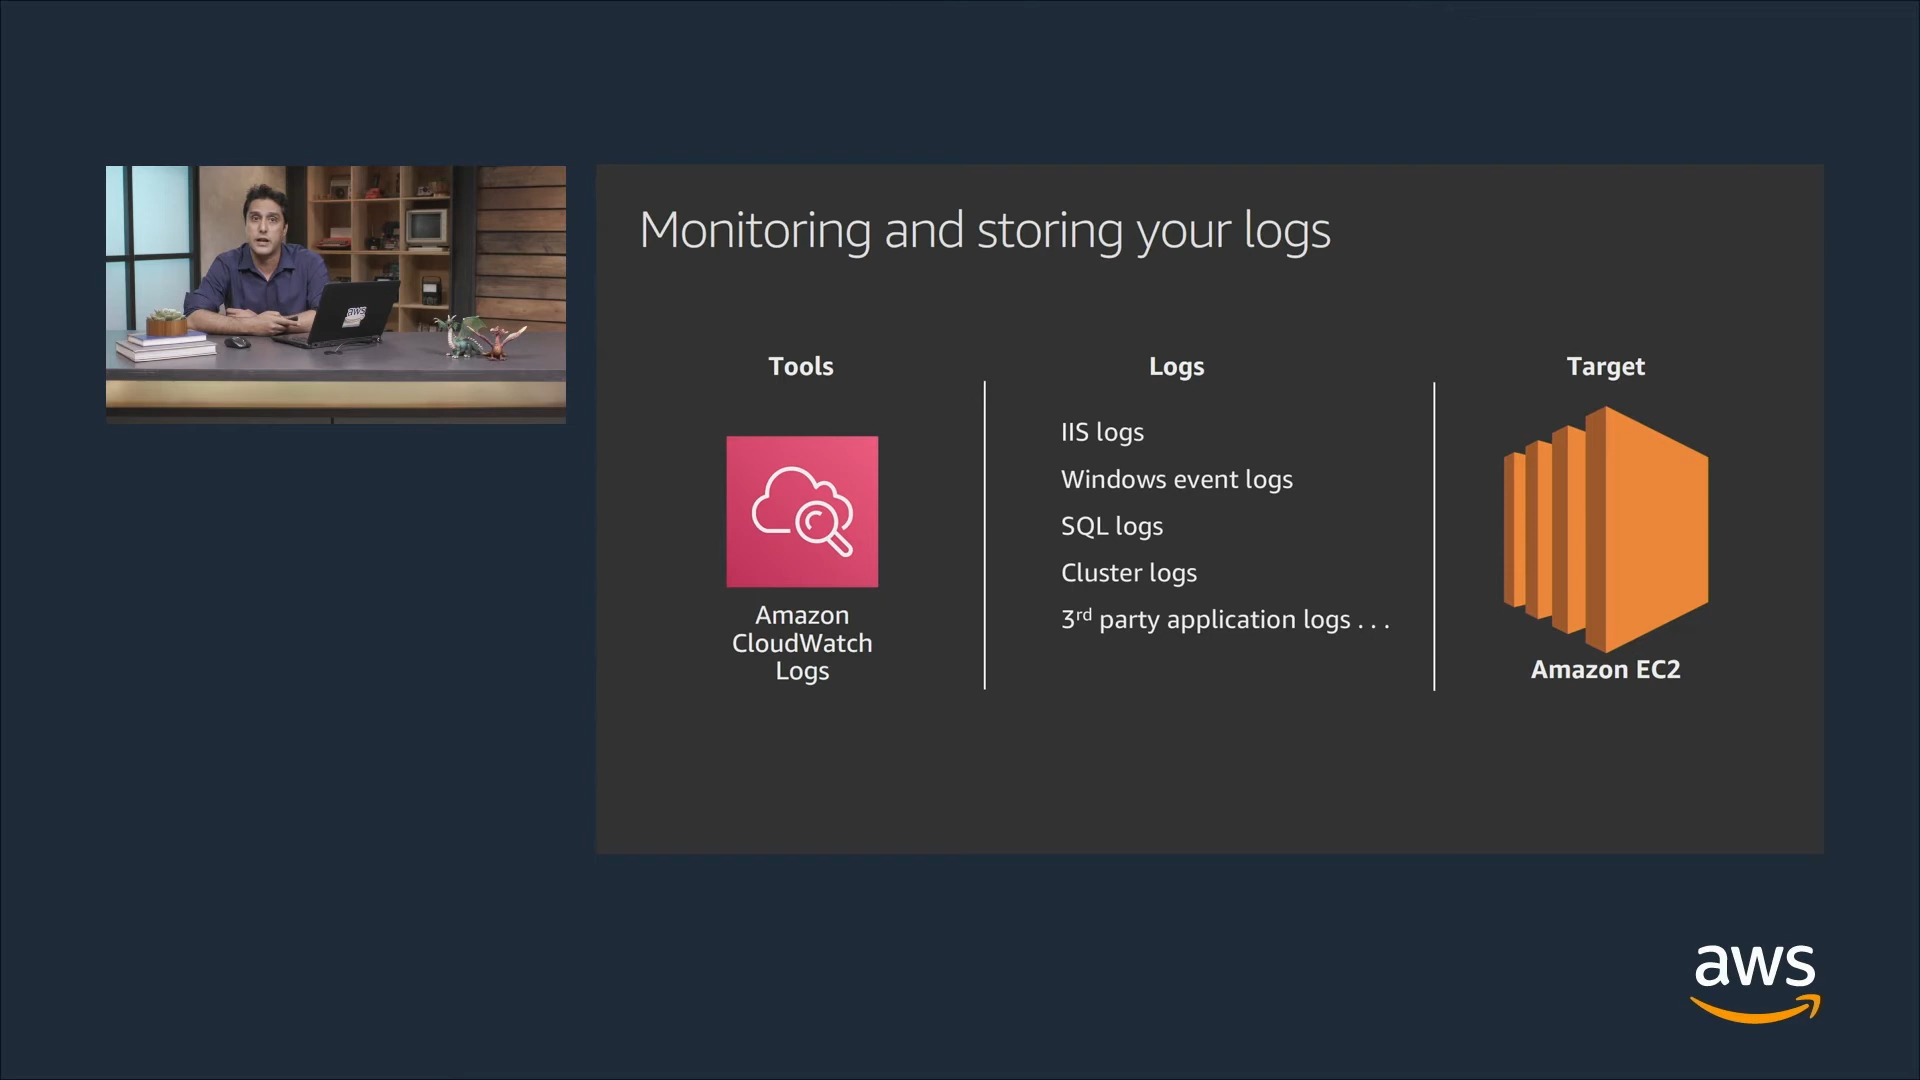 Monitoring and storing your logs
Tools
Amazon
CloudWatch
Logs
Logs
IIS logs
Windows event logs
SQL logs
Cluster logs
3rd party application logs . . .
Target
Amazon EC2
aws
aws